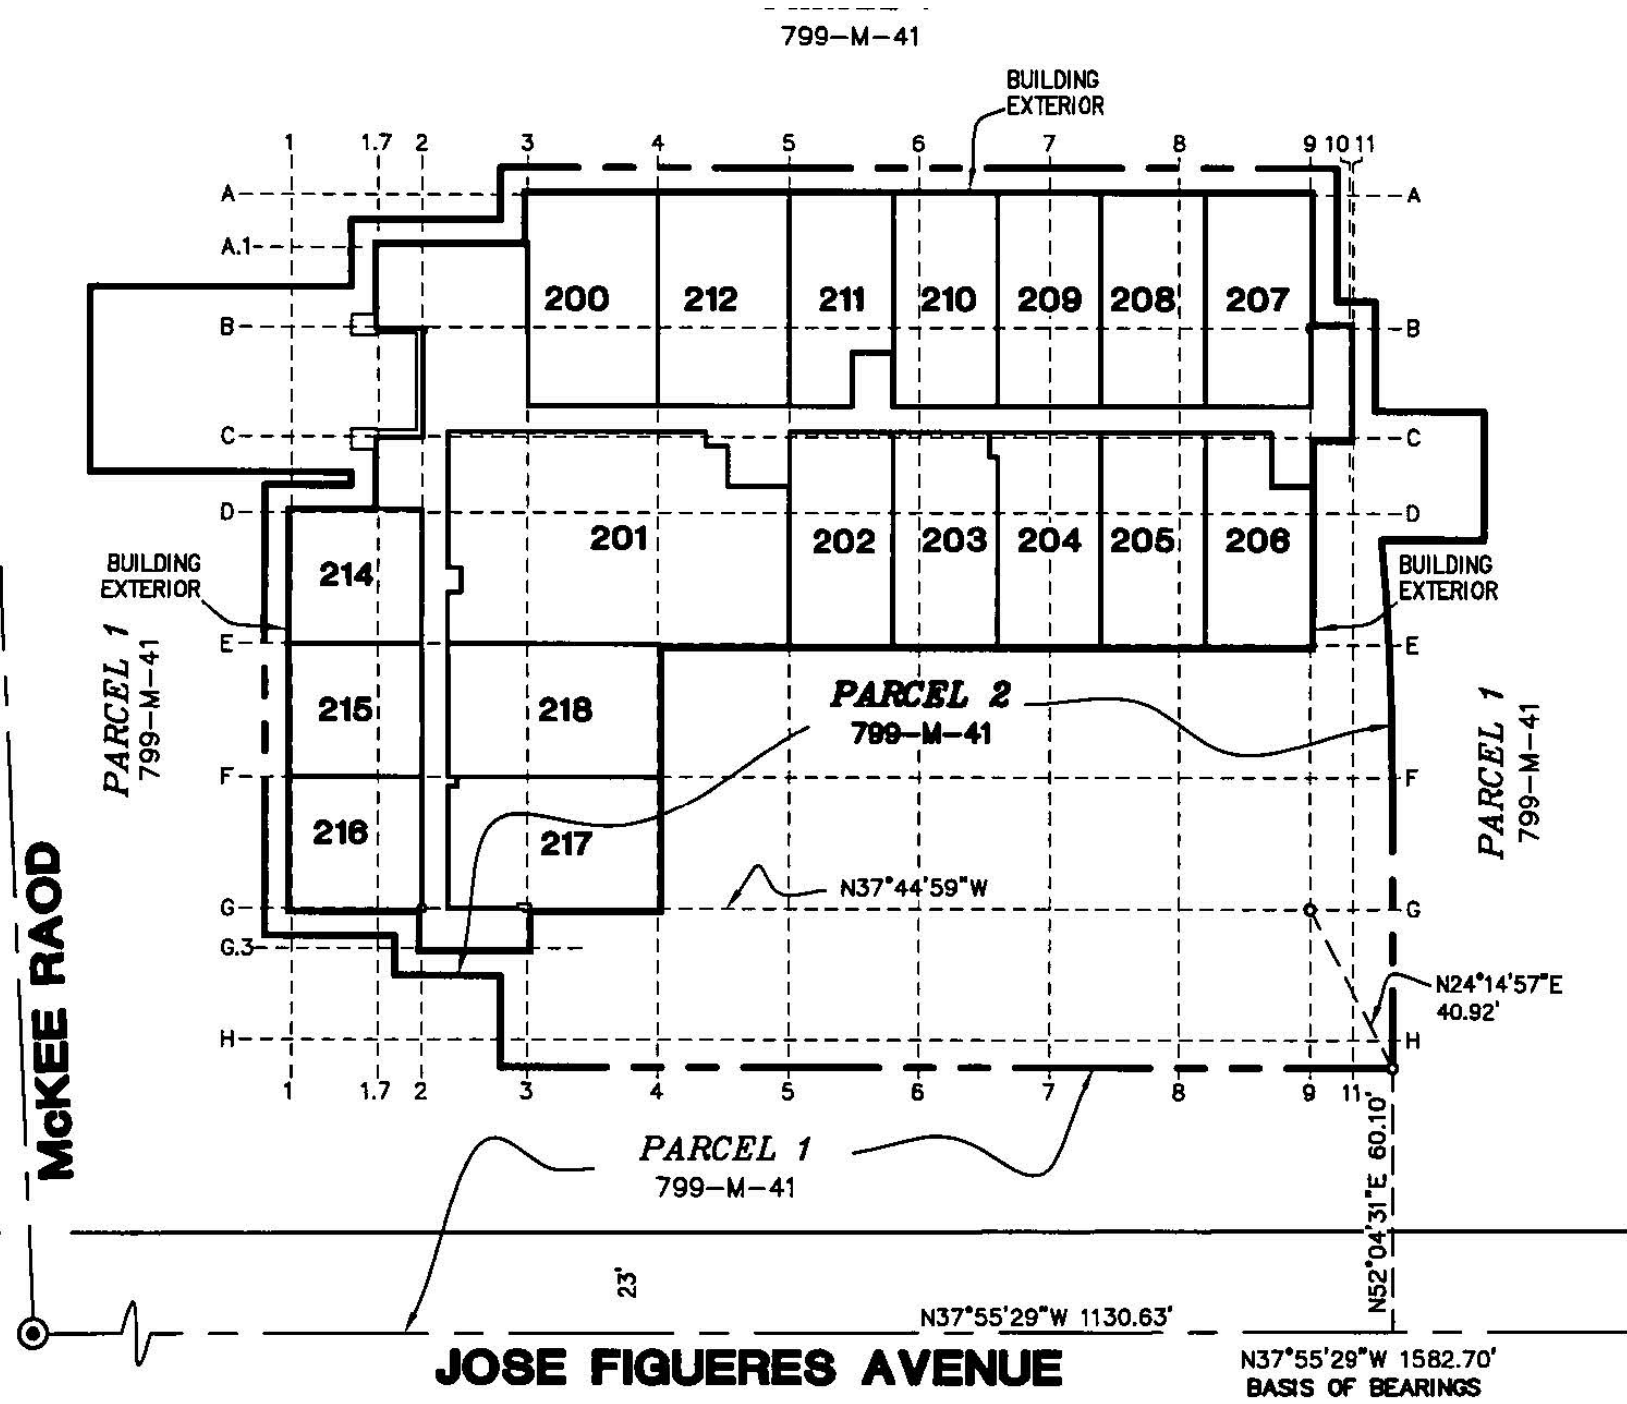 799-M-41
BUILDING
EXTERIOR
1 1.7 2 3 4 5 6 7 8 9 10 11
A A
A.1
200 212 211 210 209 208 207
B B
C C
D D
201 202 203 204 205 206
214
BUILDING
EXTERIOR
BUILDING
EXTERIOR
E E
PARCEL 1
799-M-41
215 218
PARCEL 2
799-M-41
PARCEL 1
799-M-41
F F
216 217
N37°44'59"W
G G
G.3
N24°14'57"E
40.92'
H H
1 1.7 2 3 4 5 6 7 8 9 11
McKEE RAOD
PARCEL 1
799-M-41
N52°04'31"E 60.10'
23'
N37°55'29"W 1130.63'
JOSE FIGUERES AVENUE
N37°55'29"W 1582.70'
BASIS OF BEARINGS